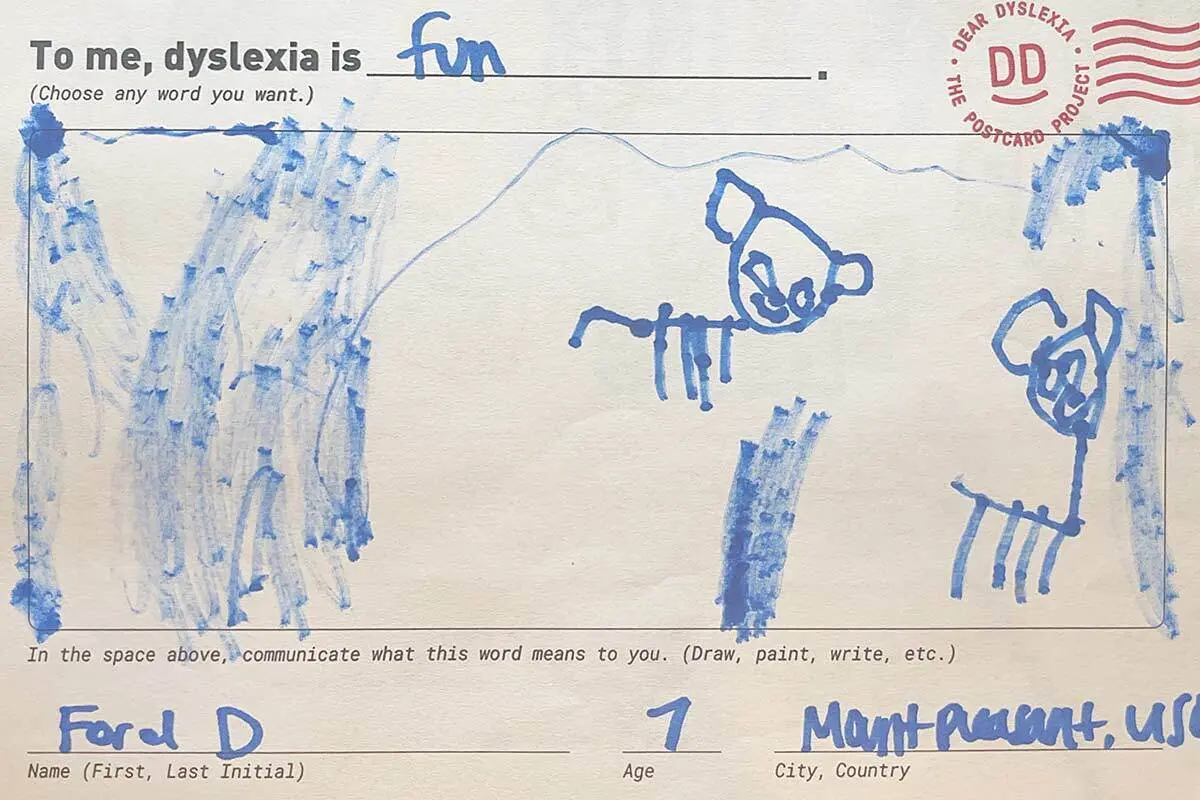 To me, dyslexia is fun.
(Choose any word you want.)
• DEAR DYSLEXIA • THE POSTCARD PROJECT
DD
In the space above, communicate what this word means to you. (Draw, paint, write, etc.)
Ford D
7
Mount pleasant, USA
Name (First, Last Initial)
Age
City, Country